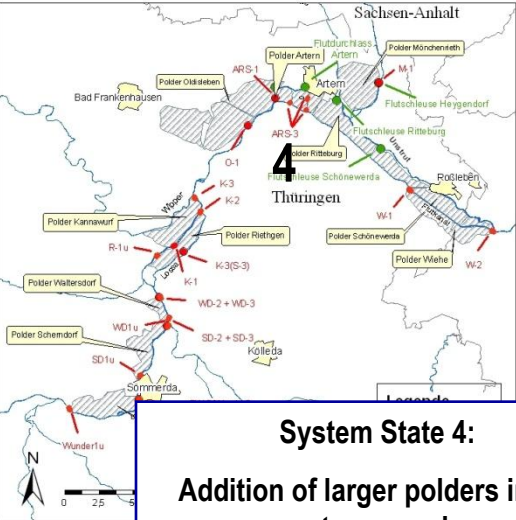 Sachsen-Anhalt
Flutdurchlass
Artern
Polder Mönchenrieth
Polder Artern
ARS-1
Polder Oldisleben
Artern
M-1
Bad Frankenhausen
Flutschleuse Heygendorf
ARS-3
Flutschleuse Ritteburg
O-1
4
Polder Ritteburg
Unstrut
Flutschleuse Schönewerda
Roßleben
K-3
Thüringen
Wipper
K-2
W-1
Flutkanal
Polder Kannawurf
Polder Schönewerda
Polder Riethgen
R-1u
Polder Wiehe
W-2
Lossa
K-3(S-3)
K-1
Polder Waltersdorf
WD-2 + WD-3
WD1u
SD-2 + SD-3
Polder Scherndorf
Kölleda
SD1u
Sömmerda
Wunder1u
N
0 2,5 5
System State 4:
Addition of larger polders